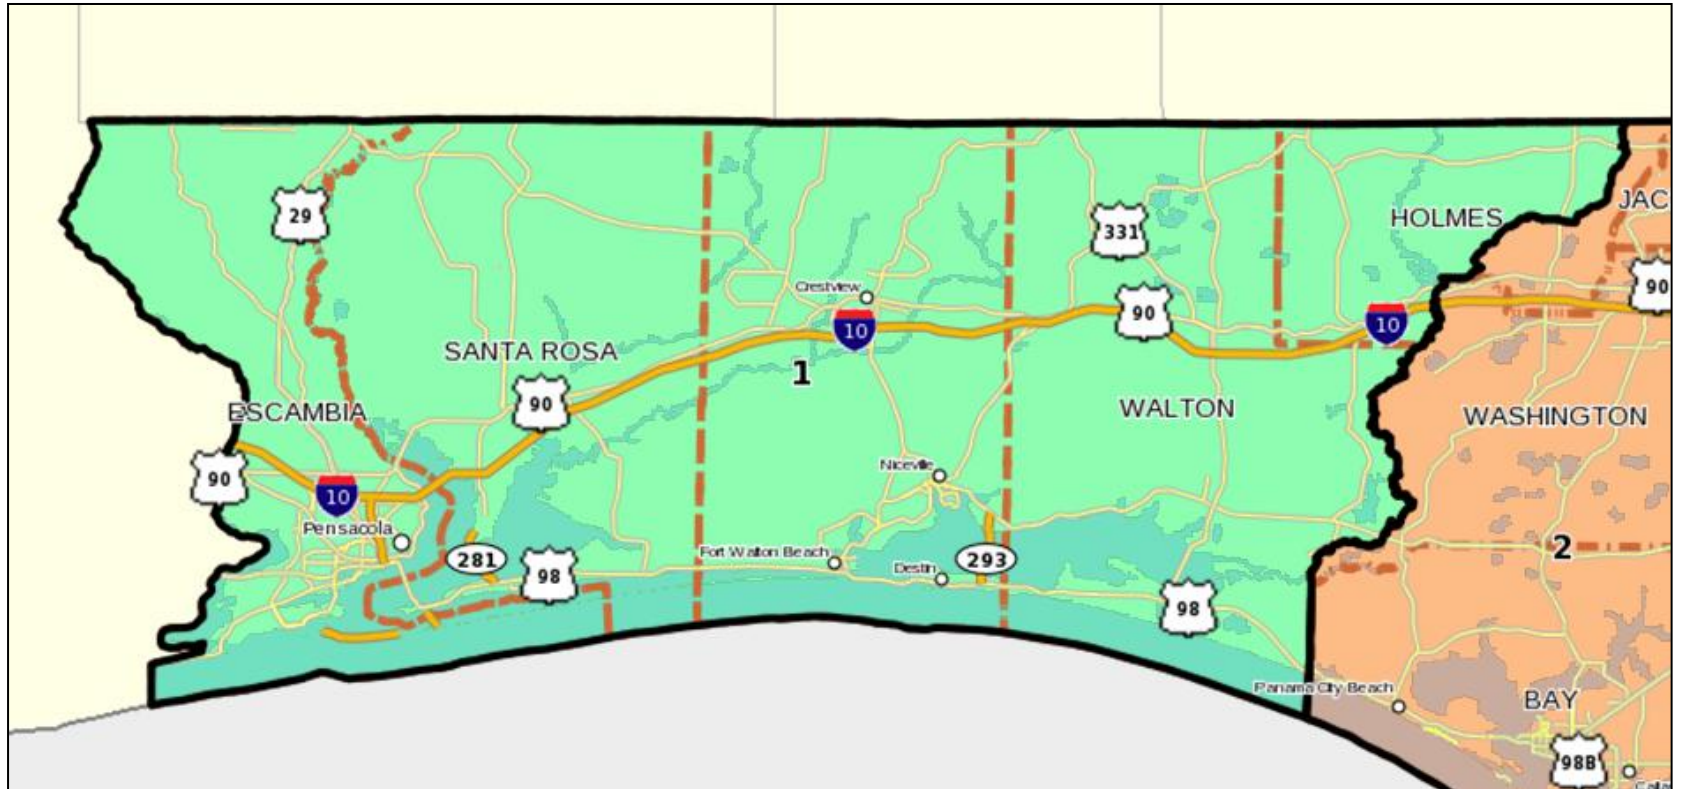 JAC
29
HOLMES
331
Crestview
90
90
10
10
SANTA ROSA
1
90
WALTON
ESCAMBIA
WASHINGTON
Niceville
90
10
Pensacola
281
98
Fort Walton Beach
Destin
293
2
98
Panama City Beach
BAY
98B